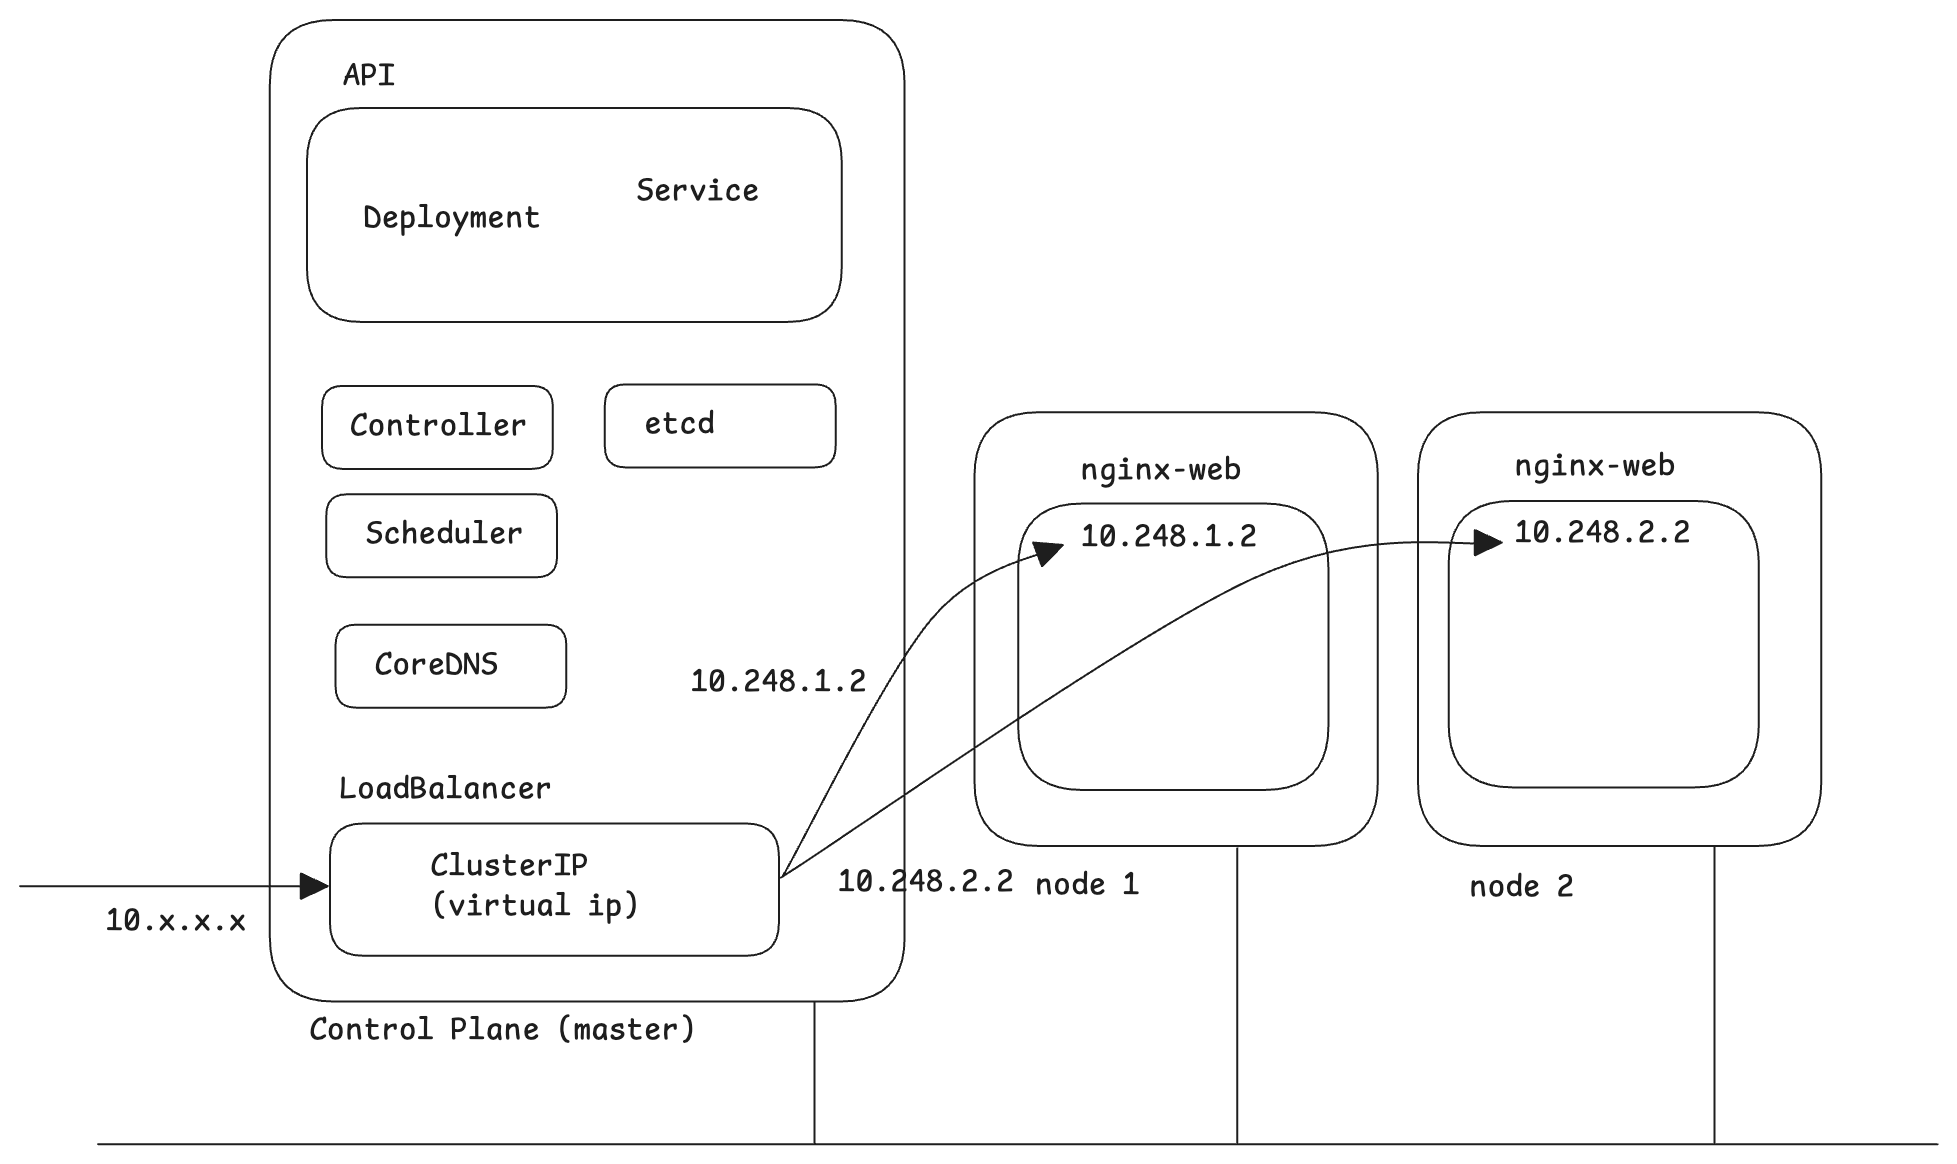 API
Deployment
Service
Controller
etcd
Scheduler
CoreDNS
10.248.1.2
LoadBalancer
ClusterIP
(virtual ip)
10.x.x.x
10.248.2.2
Control Plane (master)
nginx-web
10.248.1.2
node 1
nginx-web
10.248.2.2
node 2